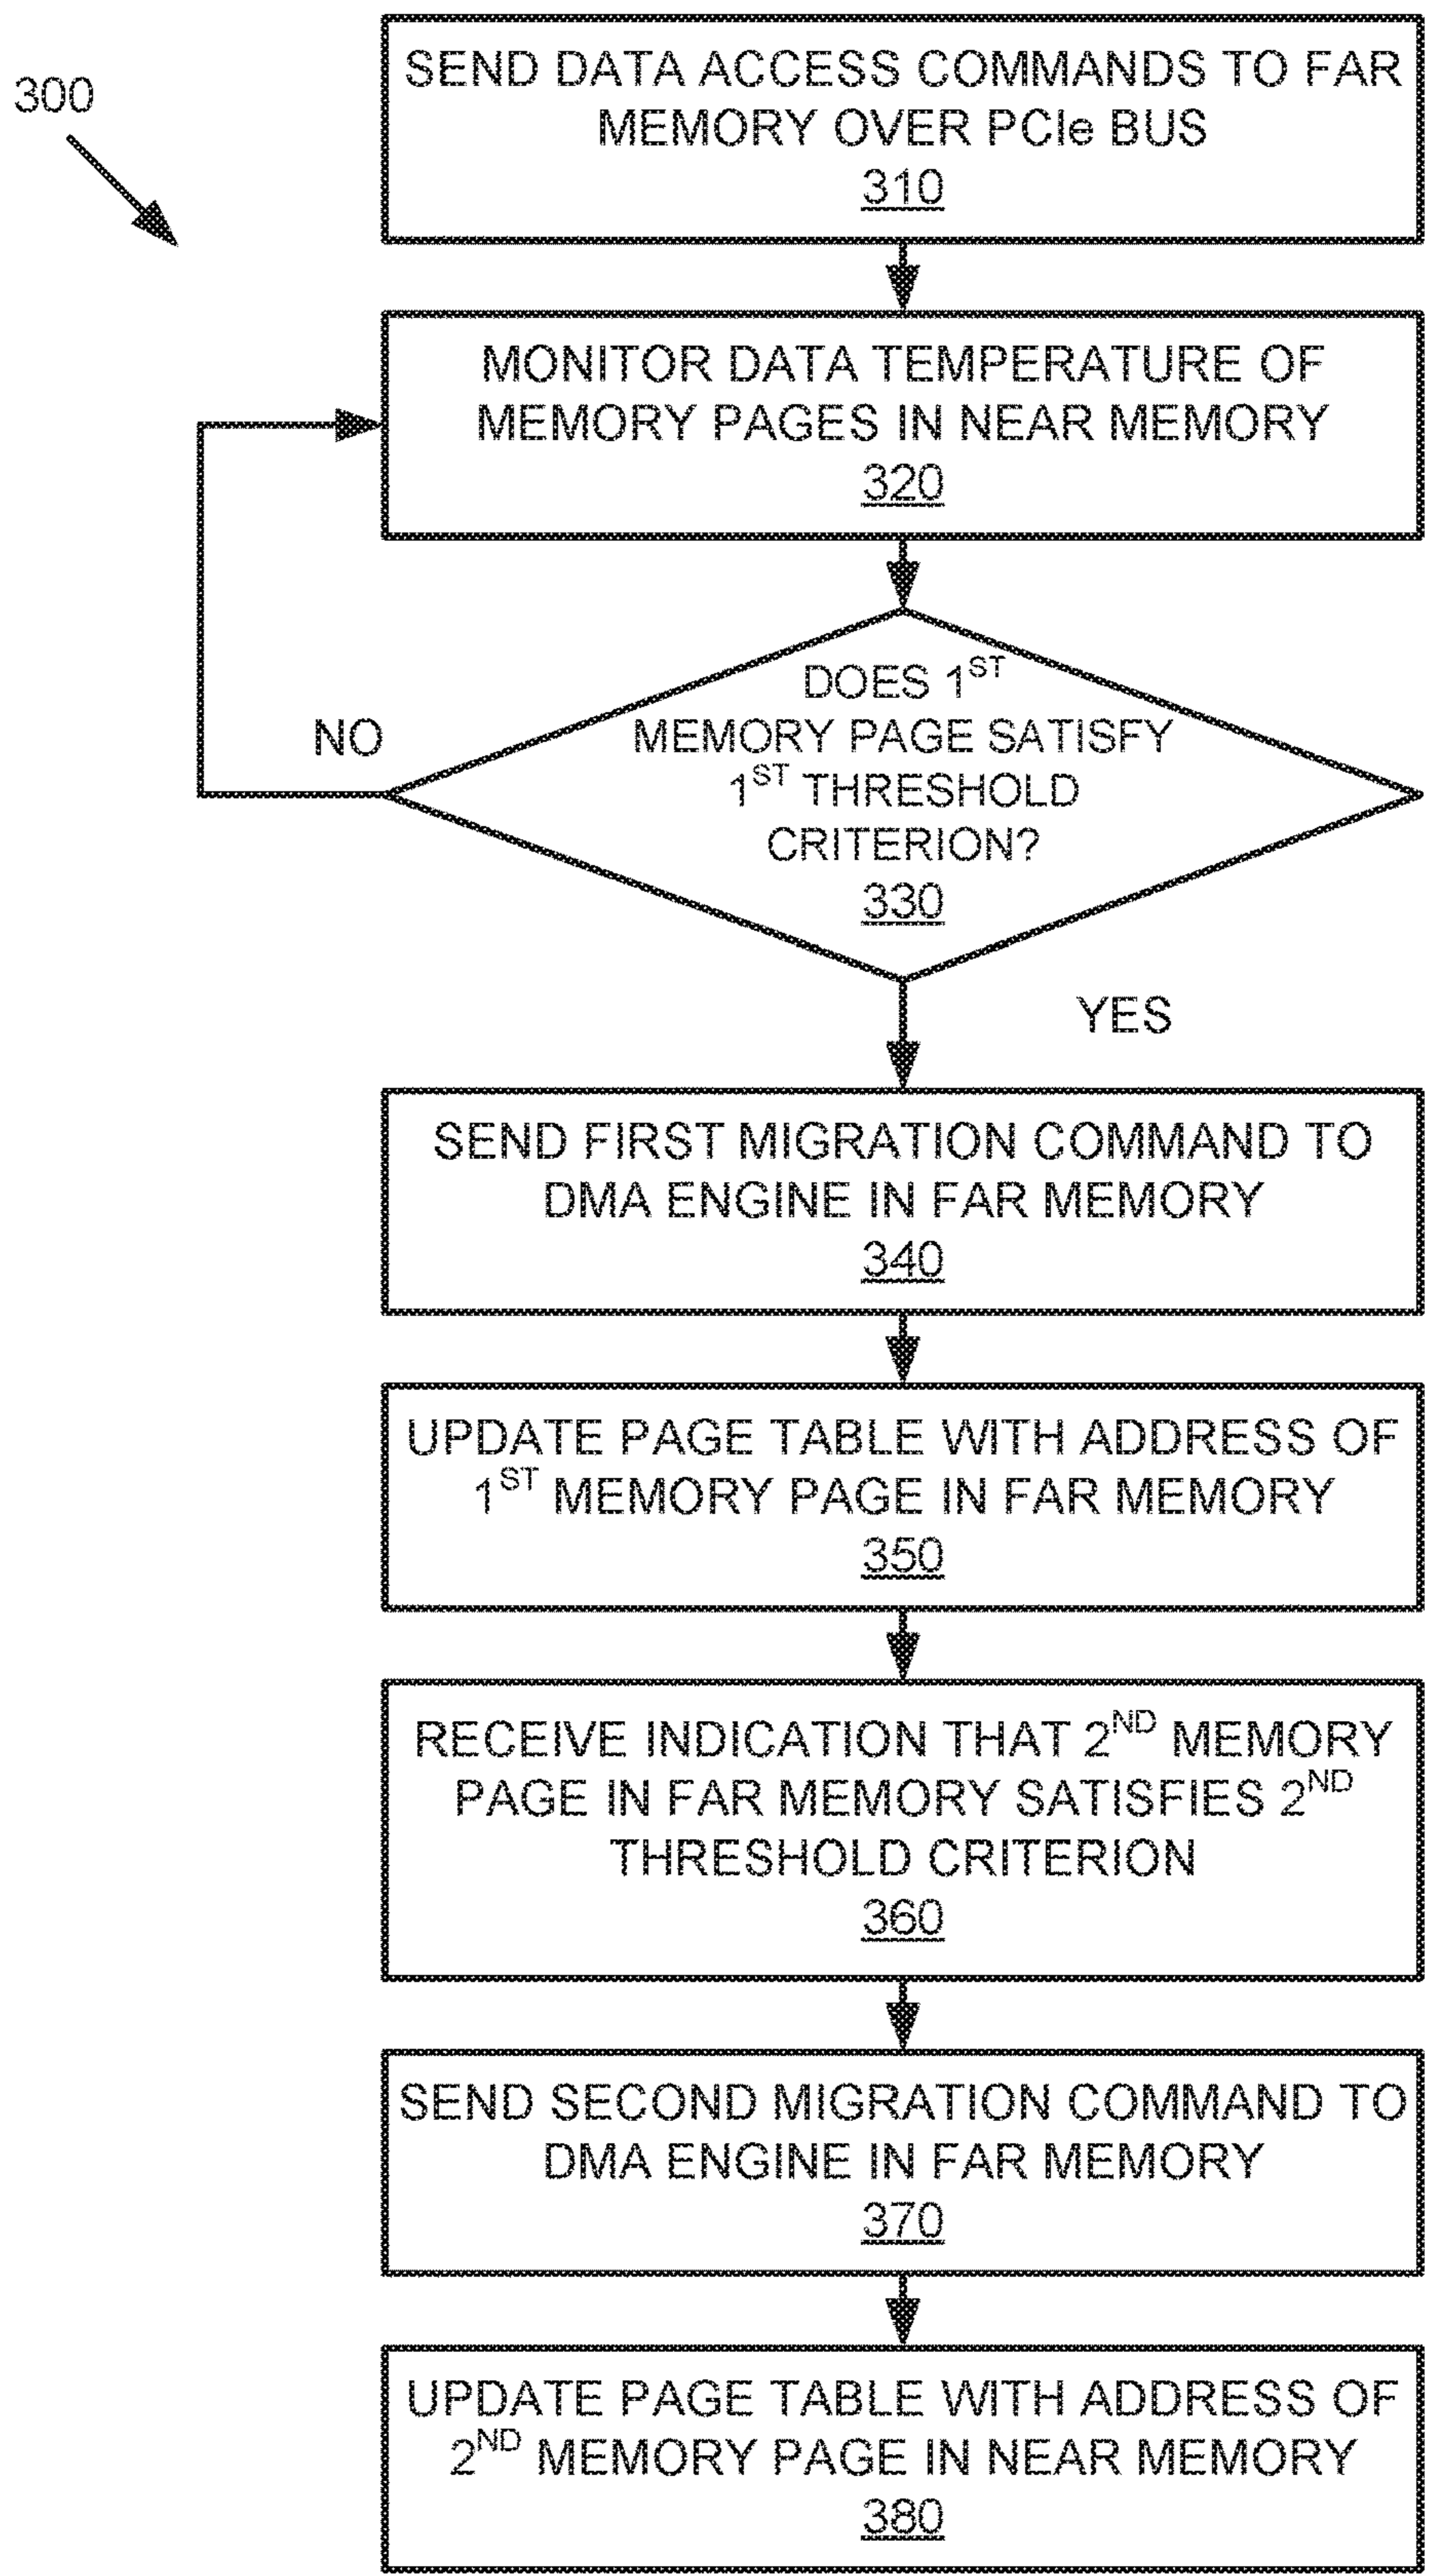 300
SEND DATA ACCESS COMMANDS TO FAR
MEMORY OVER PCIe BUS
310
MONITOR DATA TEMPERATURE OF
MEMORY PAGES IN NEAR MEMORY
320
DOES 1ST
MEMORY PAGE SATISFY
1ST THRESHOLD
CRITERION?
330
NO
YES
SEND FIRST MIGRATION COMMAND TO
DMA ENGINE IN FAR MEMORY
340
UPDATE PAGE TABLE WITH ADDRESS OF
1ST MEMORY PAGE IN FAR MEMORY
350
RECEIVE INDICATION THAT 2ND MEMORY
PAGE IN FAR MEMORY SATISFIES 2ND
THRESHOLD CRITERION
360
SEND SECOND MIGRATION COMMAND TO
DMA ENGINE IN FAR MEMORY
370
UPDATE PAGE TABLE WITH ADDRESS OF
2ND MEMORY PAGE IN NEAR MEMORY
380